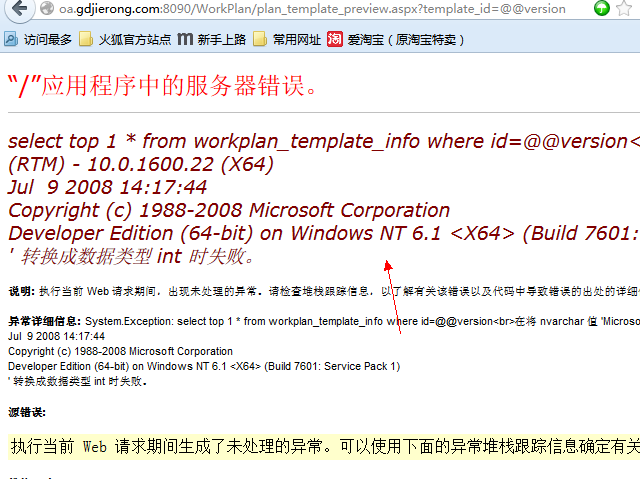 oa.gdjierong.com:8090/WorkPlan/plan_template_preview.aspx?template_id=@@version
访问最多 火狐官方站点 新手上路 常用网址 淘 爱淘宝（原淘宝特卖）
“/”应用程序中的服务器错误。
select top 1 * from workplan_template_info where id=@@version<
(RTM) - 10.0.1600.22 (X64)
Jul 9 2008 14:17:44
Copyright (c) 1988-2008 Microsoft Corporation
Developer Edition (64-bit) on Windows NT 6.1 <X64> (Build 7601:
' 转换成数据类型 int 时失败。
说明: 执行当前 Web 请求期间，出现未处理的异常。请检查堆栈跟踪信息，以了解有关该错误以及代码中导致错误的出处的详细
异常详细信息: System.Exception: select top 1 * from workplan_template_info where id=@@version<br>在将 nvarchar 值 'Microso
Jul 9 2008 14:17:44
Copyright (c) 1988-2008 Microsoft Corporation
Developer Edition (64-bit) on Windows NT 6.1 <X64> (Build 7601: Service Pack 1)
' 转换成数据类型 int 时失败。
源错误:
执行当前 Web 请求期间生成了未处理的异常。可以使用下面的异常堆栈跟踪信息确定有关